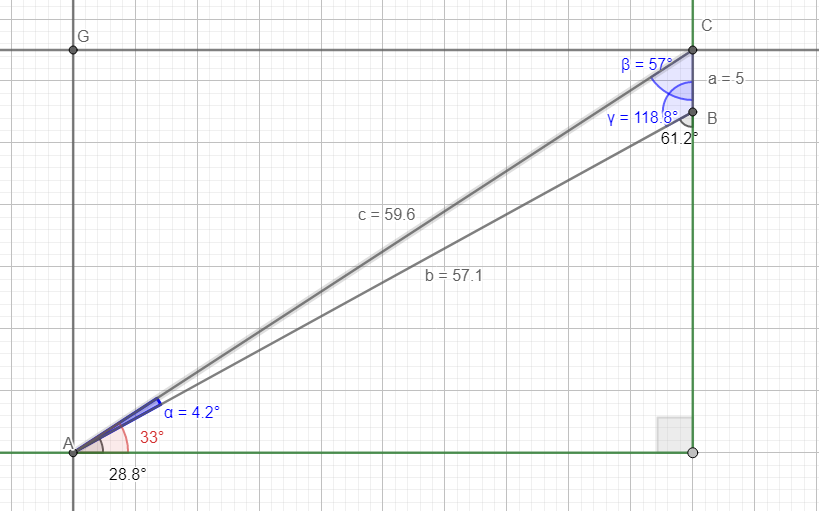 G
C
β = 57°
a = 5
γ = 118.8°
B
61.2°
c = 59.6
b = 57.1
α = 4.2°
A
33°
28.8°